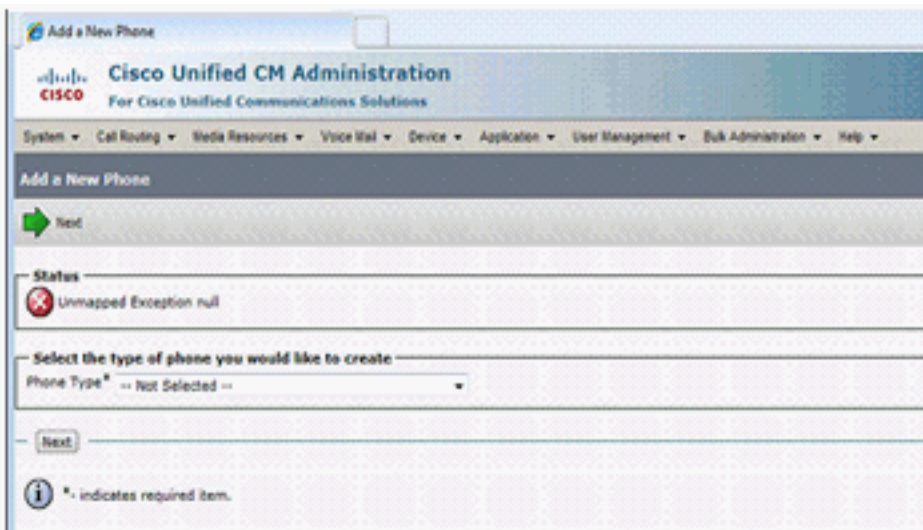 Add a New Phone
CISCO
Cisco Unified CM Administration
For Cisco Unified Communications Solutions
System Call Routing Media Resources Voice Mail Device Application User Management Bulk Administration Help
Add a New Phone
Next
Status
Unmapped Exception null
Select the type of phone you would like to create
Phone Type* -- Not Selected --
Next
*- indicates required item.